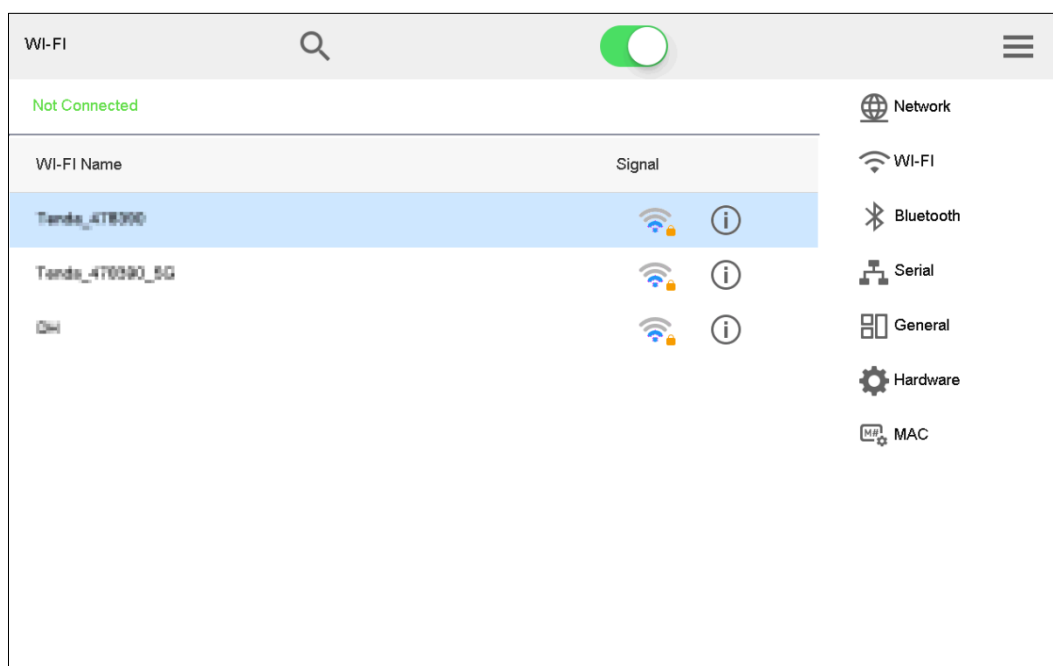 WI-FI
Not Connected
WI-FI Name Signal
Network
WI-FI
Bluetooth
Serial
General
Hardware
M# MAC